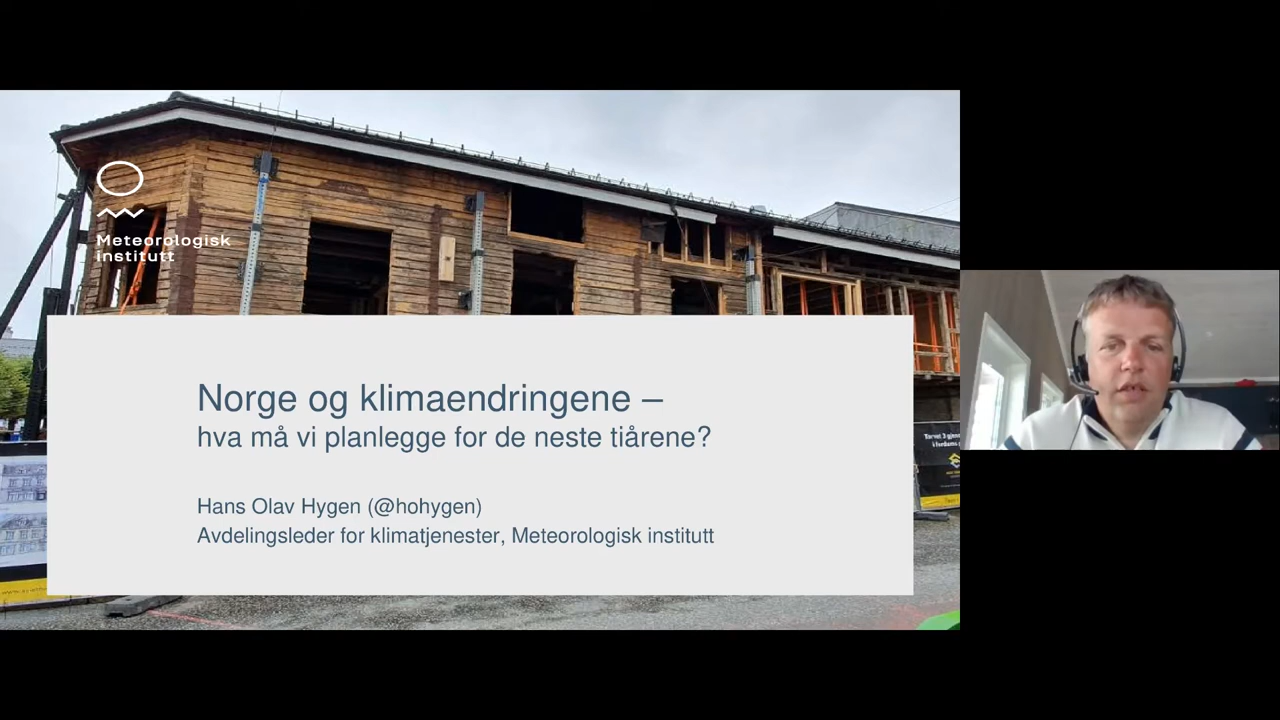 Meteorologisk
institutt
Norge og klimaendringene –
hva må vi planlegge for de neste tiårene?
Hans Olav Hygen (@hohygen)
Avdelingsleder for klimatjenester, Meteorologisk institutt